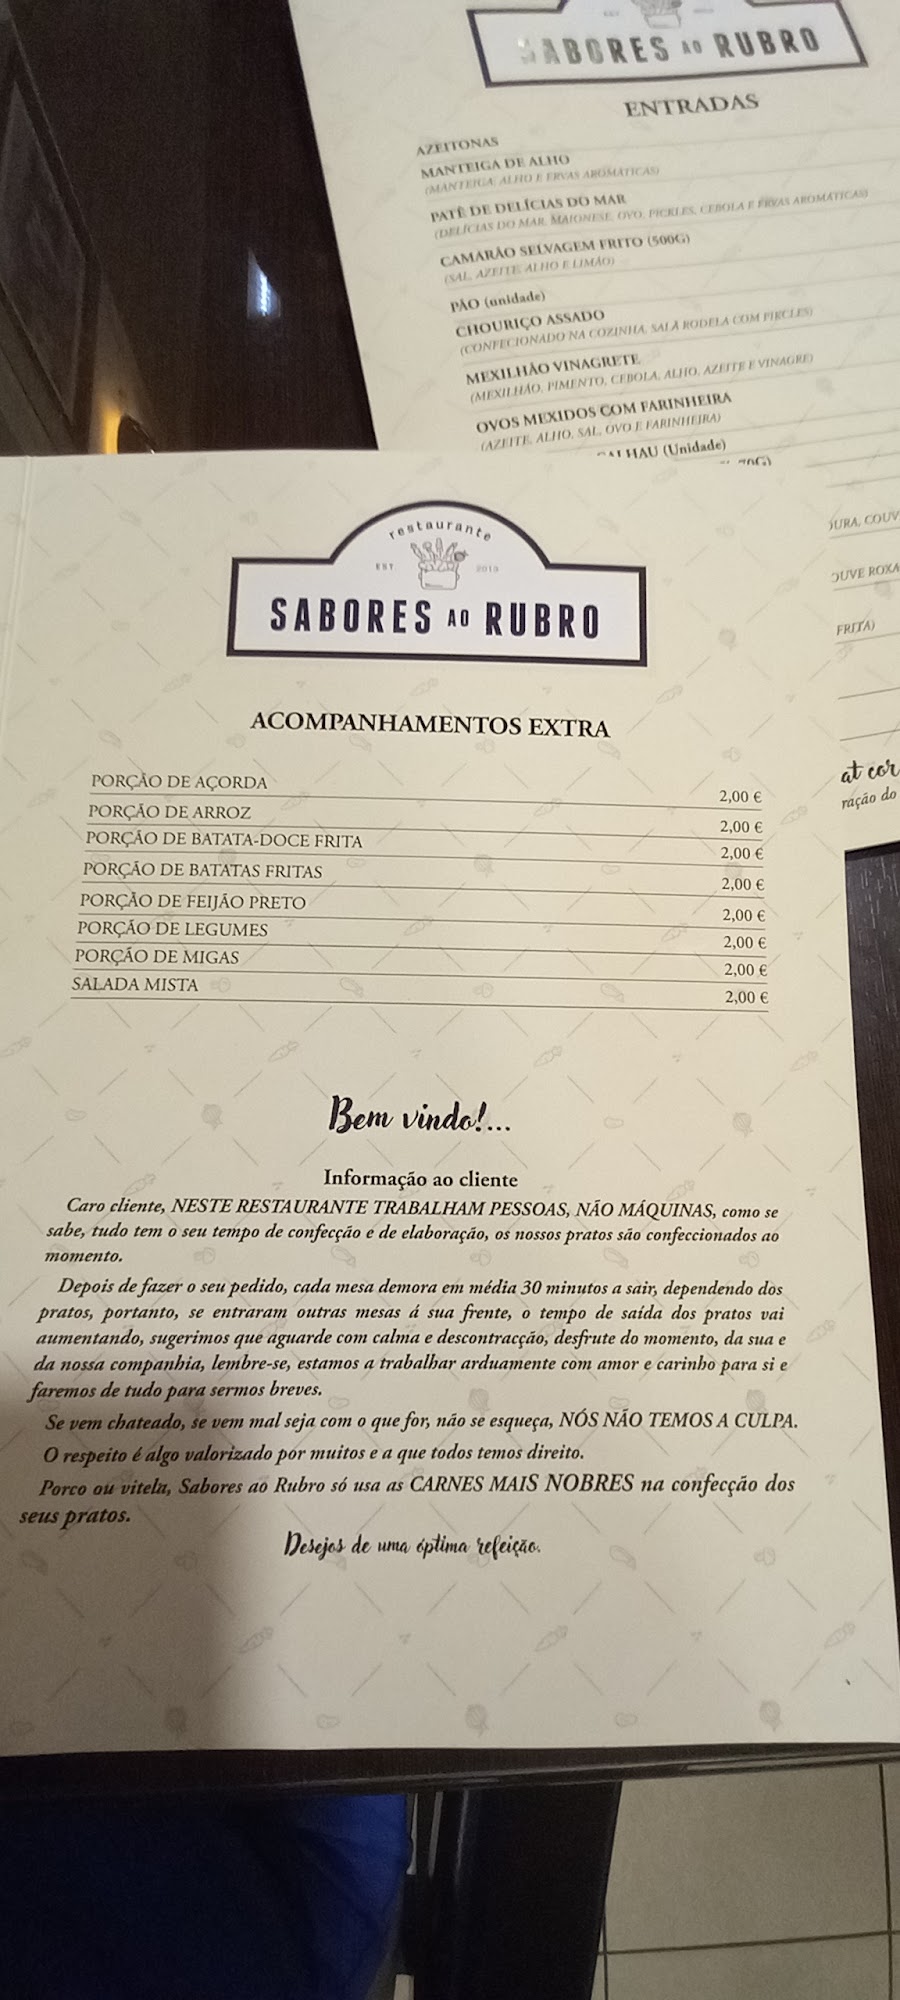 SABORES AO RUBRO
ENTRADAS
AZEITONAS
MANTEIGA DE ALHO
(MANTEIGA, ALHO E ERVAS AROMÁTICAS)
PATÊ DE DELÍCIAS DO MAR
(DELÍCIAS DO MAR, MAIONESE, OVO, PICKLES, CEBOLA E ERVAS AROMÁTICAS)
CAMARÃO SELVAGEM FRITO (500G)
(SAL, AZEITE, ALHO E LIMÃO)
PÃO (unidade)
CHOURIÇO ASSADO
(CONFECIONADO NA COZINHA, SAI À RODELA COM PIKCLES)
MEXILHÃO VINAGRETE
(MEXILHÃO, PIMENTO, CEBOLA, ALHO, AZEITE E VINAGRE)
OVOS MEXIDOS COM FARINHEIRA
(AZEITE, ALHO, SAL, OVO E FARINHEIRA)
(Unidade)
COUV
OUVE ROXA
FRITA)
at cor
ração do
restaurante
EST 2013
SABORES AO RUBRO
ACOMPANHAMENTOS EXTRA
PORÇÃO DE AÇORDA 2,00 €
PORÇÃO DE ARROZ 2,00 €
PORÇÃO DE BATATA-DOCE FRITA 2,00 €
PORÇÃO DE BATATAS FRITAS 2,00 €
PORÇÃO DE FEIJÃO PRETO 2,00 €
PORÇÃO DE LEGUMES 2,00 €
PORÇÃO DE MIGAS 2,00 €
SALADA MISTA 2,00 €
Bem vindo!...
Informação ao cliente
Caro cliente, NESTE RESTAURANTE TRABALHAM PESSOAS, NÃO MÁQUINAS, como se
sabe, tudo tem o seu tempo de confecção e de elaboração, os nossos pratos são confeccionados ao
momento.
Depois de fazer o seu pedido, cada mesa demora em média 30 minutos a sair, dependendo dos
pratos, portanto, se entraram outras mesas á sua frente, o tempo de saída dos pratos vai
aumentando, sugerimos que aguarde com calma e descontracção, desfrute do momento, da sua e
da nossa companhia, lembre-se, estamos a trabalhar arduamente com amor e carinho para si e
faremos de tudo para sermos breves.
Se vem chateado, se vem mal seja com o que for, não se esqueça, NÓS NÃO TEMOS A CULPA.
O respeito é algo valorizado por muitos e a que todos temos direito.
Porco ou vitela, Sabores ao Rubro só usa as CARNES MAIS NOBRES na confecção dos
seus pratos.
Desejos de uma óptima refeição.